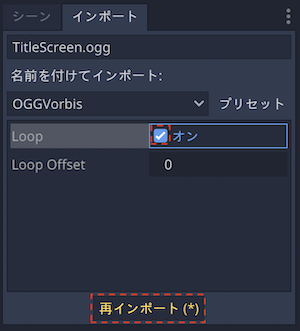 シーン インポート
TitleScreen.ogg
名前を付けてインポート:
OGGVorbis プリセット
Loop オン
Loop Offset 0
再インポート(*)